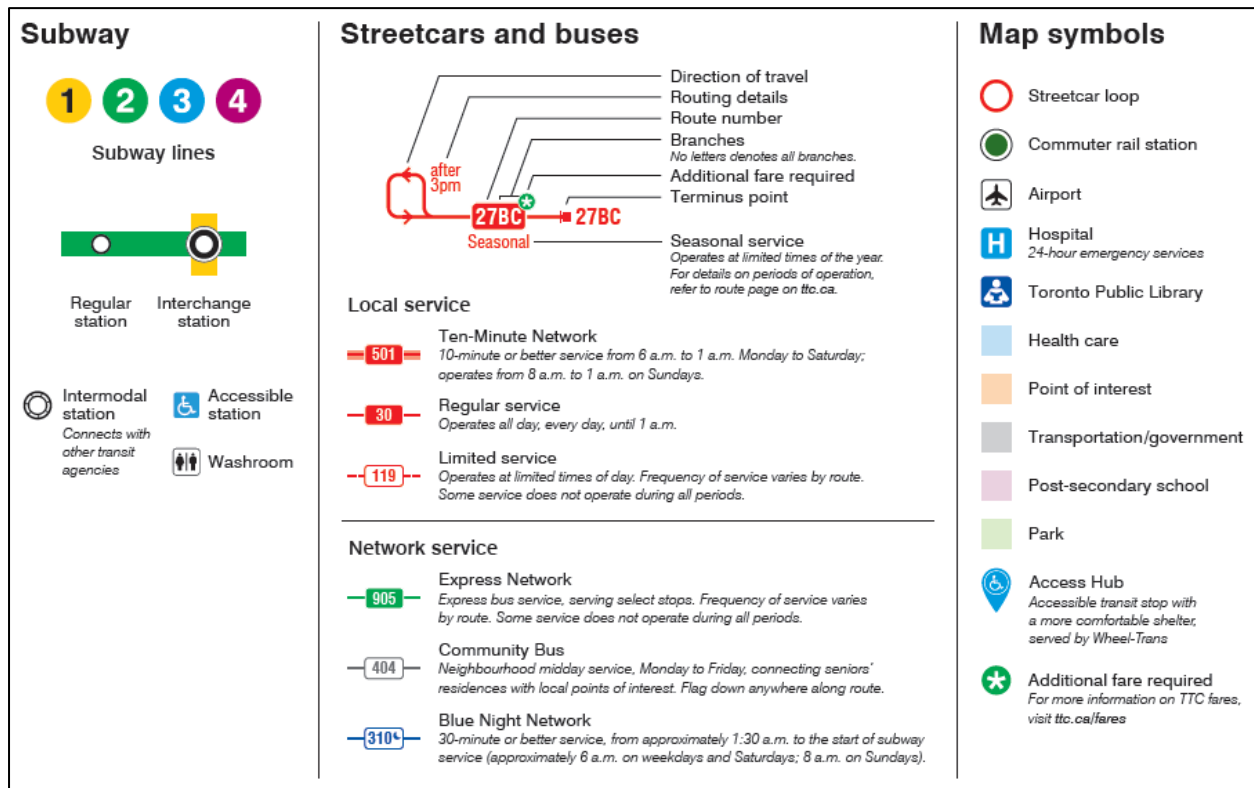 Subway
1 2 3 4
Subway lines
Regular
station
Interchange
station
Intermodal
station
Connects with
other transit
agencies
Accessible
station
Washroom
Streetcars and buses
Direction of travel
Routing details
Route number
Branches
No letters denotes all branches.
Additional fare required
Terminus point
after
3pm
27BC
27BC
Seasonal
Seasonal service
Operates at limited times of the year.
For details on periods of operation,
refer to route page on ttc.ca.
Local service
501
Ten-Minute Network
10-minute or better service from 6 a.m. to 1 a.m. Monday to Saturday;
operates from 8 a.m. to 1 a.m. on Sundays.
30
Regular service
Operates all day, every day, until 1 a.m.
119
Limited service
Operates at limited times of day. Frequency of service varies by route.
Some service does not operate during all periods.
Network service
905
Express Network
Express bus service, serving select stops. Frequency of service varies
by route. Some service does not operate during all periods.
404
Community Bus
Neighbourhood midday service, Monday to Friday, connecting seniors'
residences with local points of interest. Flag down anywhere along route.
310
Blue Night Network
30-minute or better service, from approximately 1:30 a.m. to the start of subway
service (approximately 6 a.m. on weekdays and Saturdays; 8 a.m. on Sundays).
Map symbols
Streetcar loop
Commuter rail station
Airport
H
Hospital
24-hour emergency services
Toronto Public Library
Health care
Point of interest
Transportation/government
Post-secondary school
Park
Access Hub
Accessible transit stop with
a more comfortable shelter,
served by Wheel-Trans
Additional fare required
For more information on TTC fares,
visit ttc.ca/fares